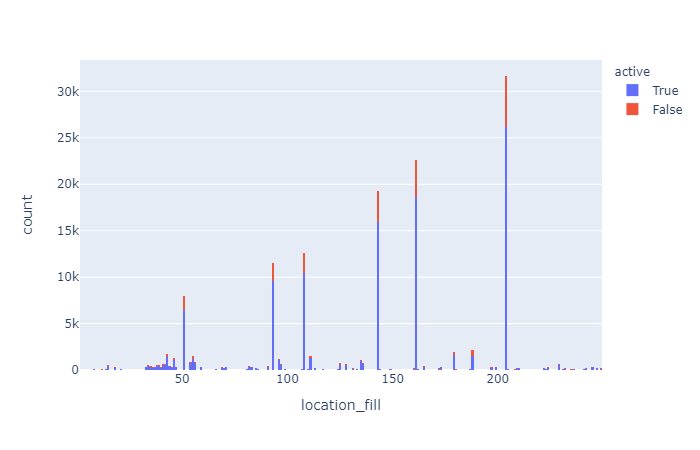 active
True
False
30k
25k
20k
15k
10k
5k
0
50
100
150
200
count
location_fill